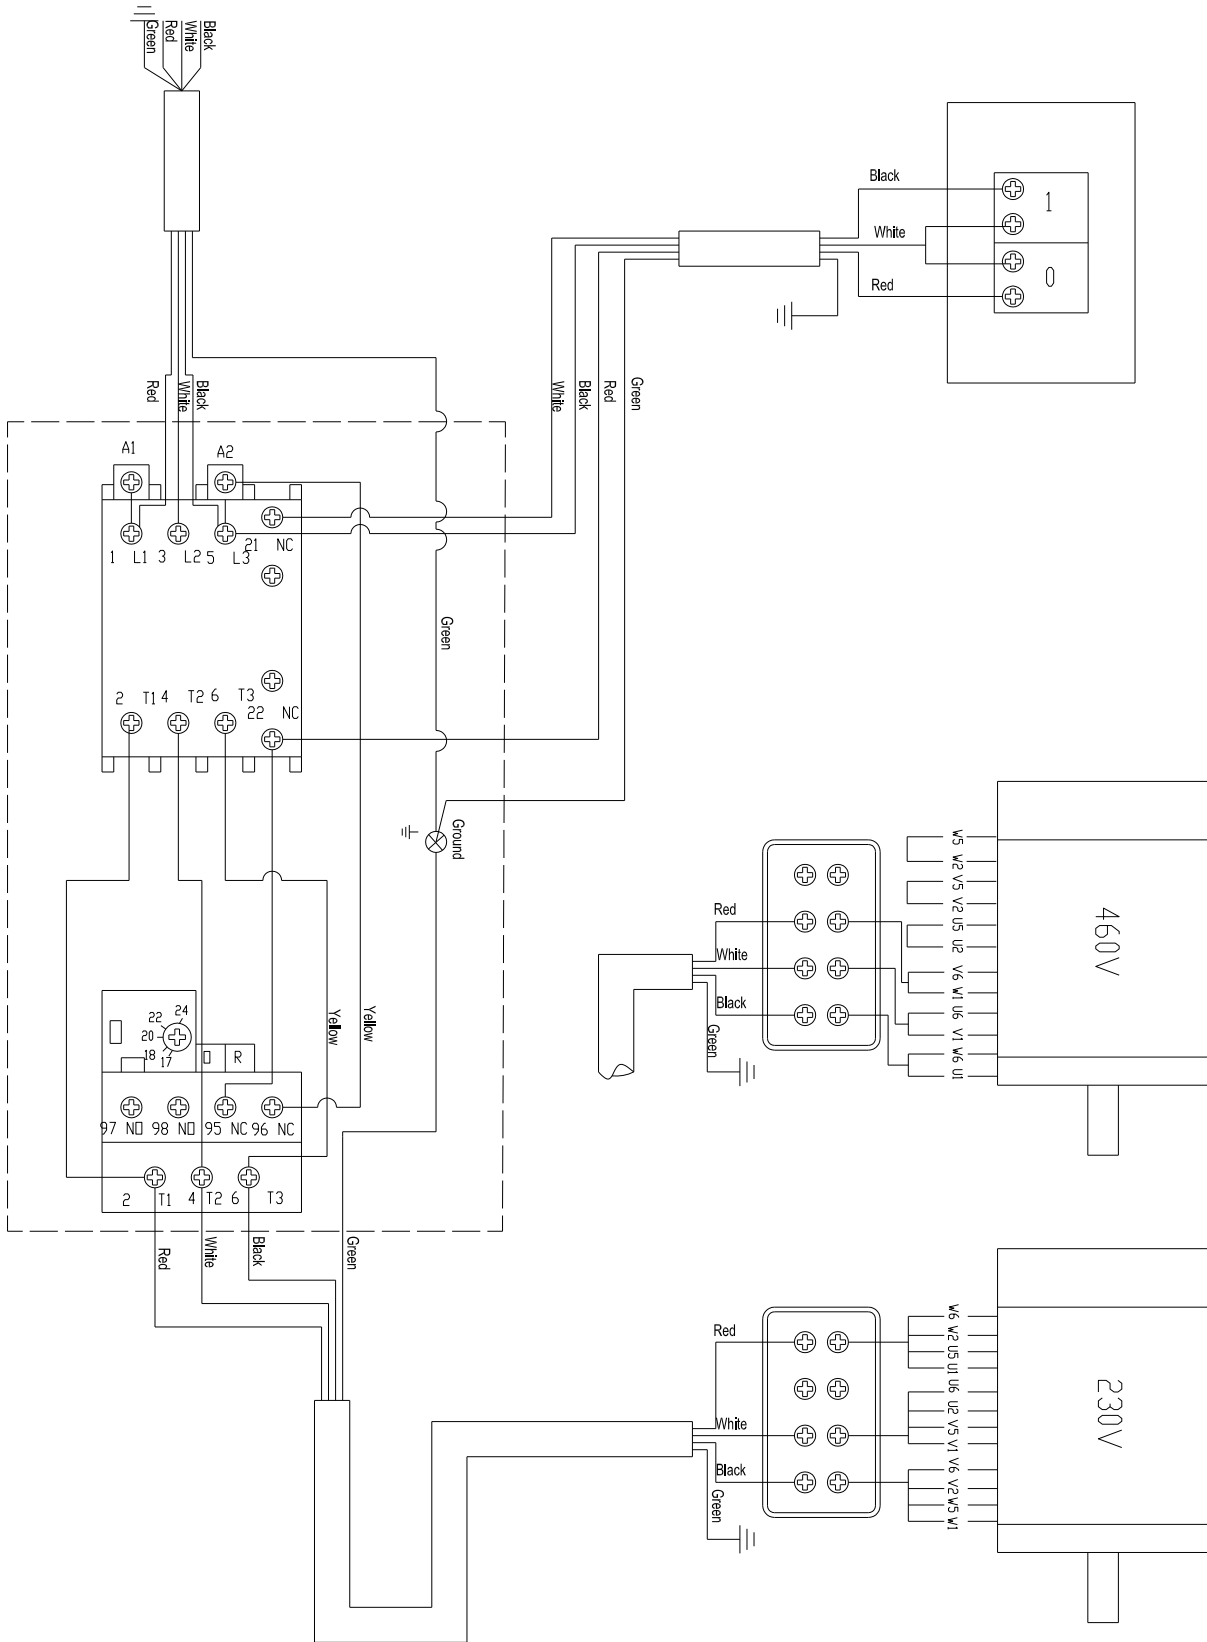 Green
Red
White
Black
Black
White
Red
1
0
Red
White
Black
White
Black
Red
Green
A1
A2
1 L1 3 L2 5 L3 21 NC
Green
2 T1 4 T2 6 T3
22 NC
Ground
Yellow
Yellow
22 24
20
18 17
R
97 NO 98 NO 95 NC 96 NC
2 T1 4 T2 6 T3
Red
White
Black
Green
Red
White
Black
Green
W5
W2
V5
V2
U5
U2
V6
W1
U6
V1
W6
U1
460V
Red
White
Black
Green
W6
W2
U5
U1
U6
U2
V5
V1
V6
V2
W5
W1
230V